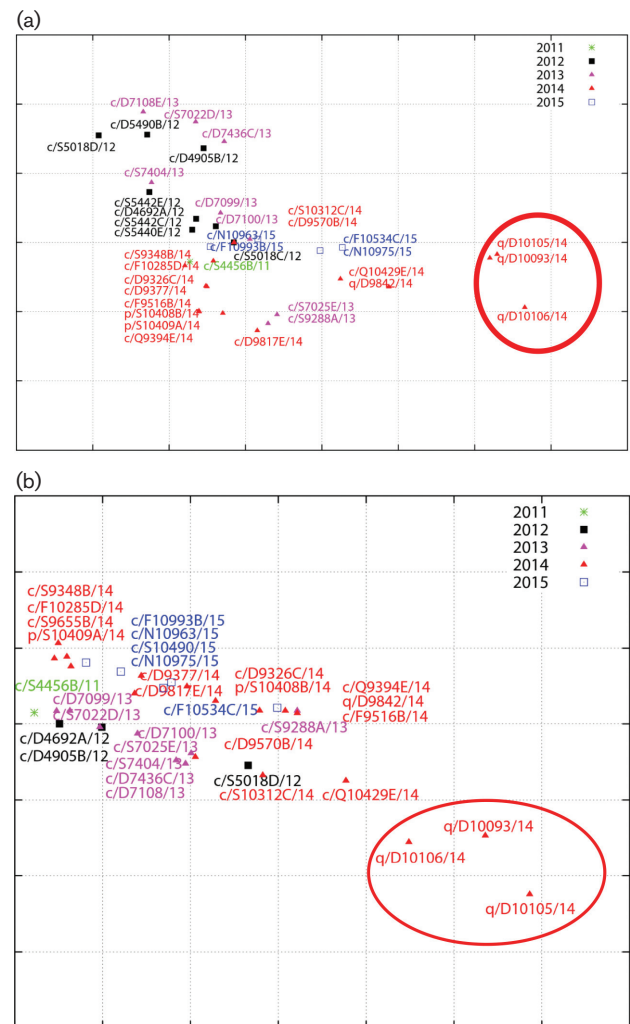 (a)
2011
2012
2013
2014
2015
c/D7108E/13
c/S7022D/13
c/D5490B/12
c/D7436C/13
c/S5018D/12
c/D4905B/12
c/S7404/13
c/S5442E/12
c/D4692A/12
c/S5442C/12
c/S5440E/12
c/D7099/13
c/D7100/13
c/S10312C/14
c/D9570B/14
c/N10963/15
c/F10993B/15
c/S5018C/12
c/F10534C/15
c/N10975/15
q/D10105/14
q/D10093/14
c/S9348B/14
c/F10285D/14
c/S4456B/11
c/D9326C/14
c/D9377/14
c/Q10429E/14
q/D9842/14
c/F9516B/14
p/S10408B/14
p/S10409A/14
c/Q9394E/14
c/S7025E/13
c/S9288A/13
q/D10106/14
c/D9817E/14
(b)
2011
2012
2013
2014
2015
c/S9348B/14
c/F10285D/14
c/S9655B/14
p/S10409A/14
c/F10993B/15
c/N10963/15
c/S10490/15
c/N10975/15
c/S4456B/11
c/D7099/13
c/S7022D/13
c/D9377/14
c/D9817E/14
c/D9326C/14
p/S10408B/14
c/Q9394E/14
q/D9842/14
c/F9516B/14
c/F10534C/15
c/S9288A/13
c/D4692A/12
c/D4905B/12
c/D7100/13
c/S7025E/13
c/S7404/13
c/D7436C/13
c/D7108/13
c/D9570B/14
c/S5018D/12
c/S10312C/14
c/Q10429E/14
q/D10093/14
q/D10106/14
q/D10105/14